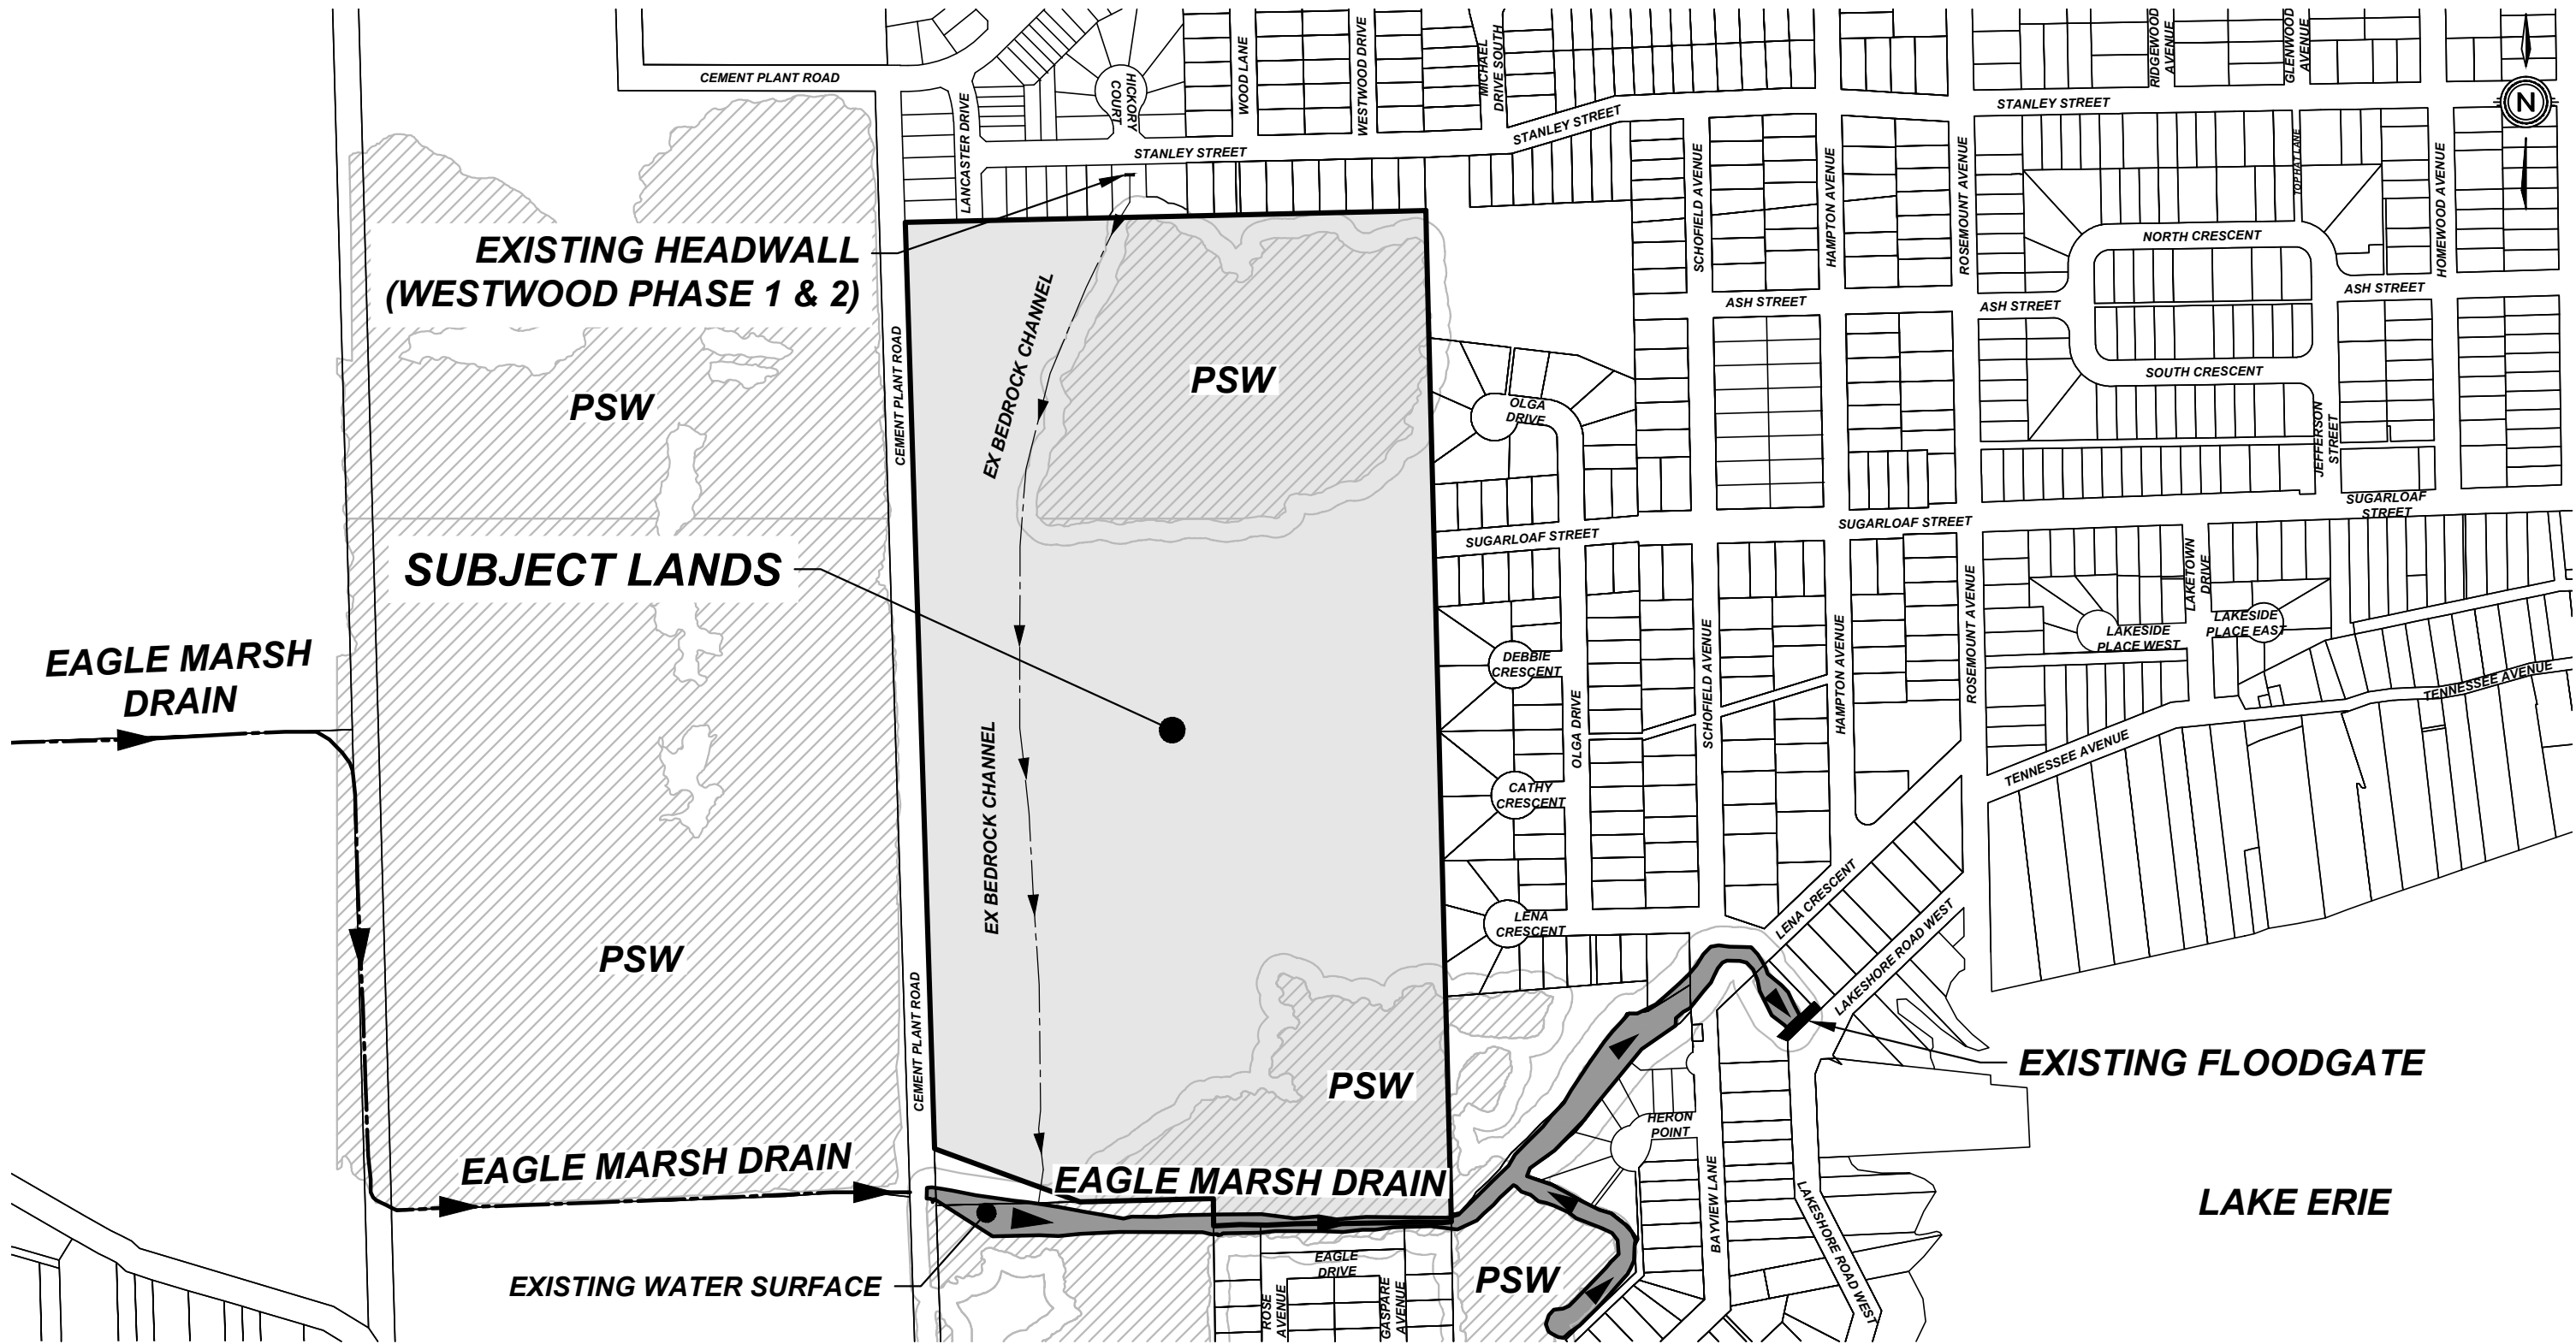 CEMENT PLANT ROAD
LANCASTER DRIVE
HICKORY
COURT
WOOD LANE
WESTWOOD DRIVE
MICHAEL
DRIVE SOUTH
STANLEY STREET
STANLEY STREET
STANLEY STREET
RIDGEWOOD
AVENUE
GLENWOOD
AVENUE
N
TOP HAT LANE
HOMEWOOD AVENUE
SCHOFIELD AVENUE
HAMPTON AVENUE
ROSEMOUNT AVENUE
NORTH CRESCENT
EXISTING HEADWALL
(WESTWOOD PHASE 1 & 2)
ASH STREET
ASH STREET
ASH STREET
SOUTH CRESCENT
JEFFERSON
STREET
CEMENT PLANT ROAD
EX BEDROCK CHANNEL
PSW
PSW
OLGA
DRIVE
SUGARLOAF
STREET
SUGARLOAF STREET
SUGARLOAF STREET
SUBJECT LANDS
LAKETOWN
DRIVE
LAKESIDE
PLACE WEST
LAKESIDE
PLACE EAST
ROSEMOUNT AVENUE
TENNESSEE AVENUE
TENNESSEE AVENUE
EAGLE MARSH
DRAIN
DEBBIE
CRESCENT
OLGA DRIVE
SCHOFIELD AVENUE
HAMPTON AVENUE
CATHY
CRESCENT
EX BEDROCK CHANNEL
LENA
CRESCENT
LENA CRESCENT
LAKESHORE ROAD WEST
PSW
CEMENT PLANT ROAD
PSW
EXISTING FLOODGATE
HERON
POINT
BAYVIEW LANE
LAKESHORE ROAD WEST
EAGLE MARSH DRAIN
EAGLE MARSH DRAIN
LAKE ERIE
EXISTING WATER SURFACE
EAGLE
DRIVE
ROSE
AVENUE
GASPARE
AVENUE
PSW